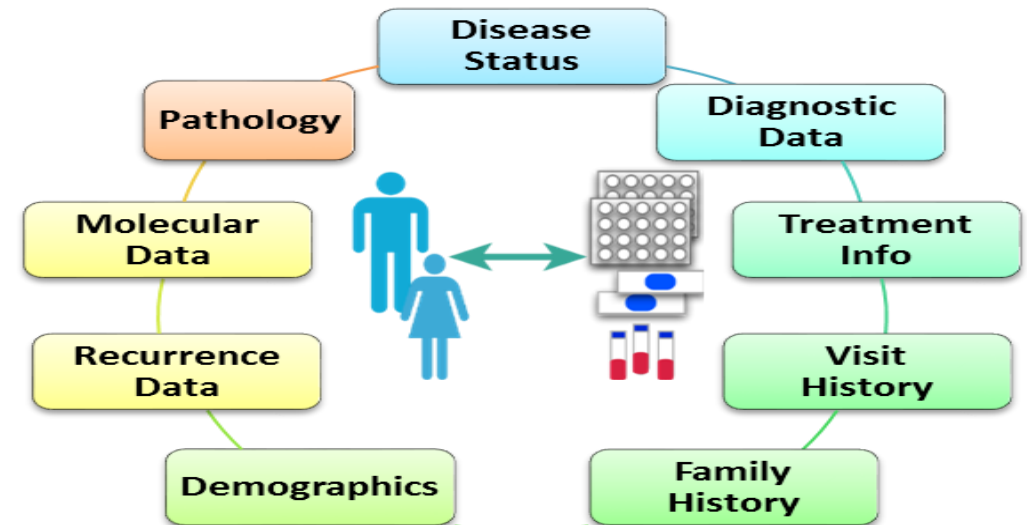 Disease
Status
Pathology
Diagnostic
Data
Molecular
Data
Treatment
Info
Recurrence
Data
Visit
History
Demographics
Family
History